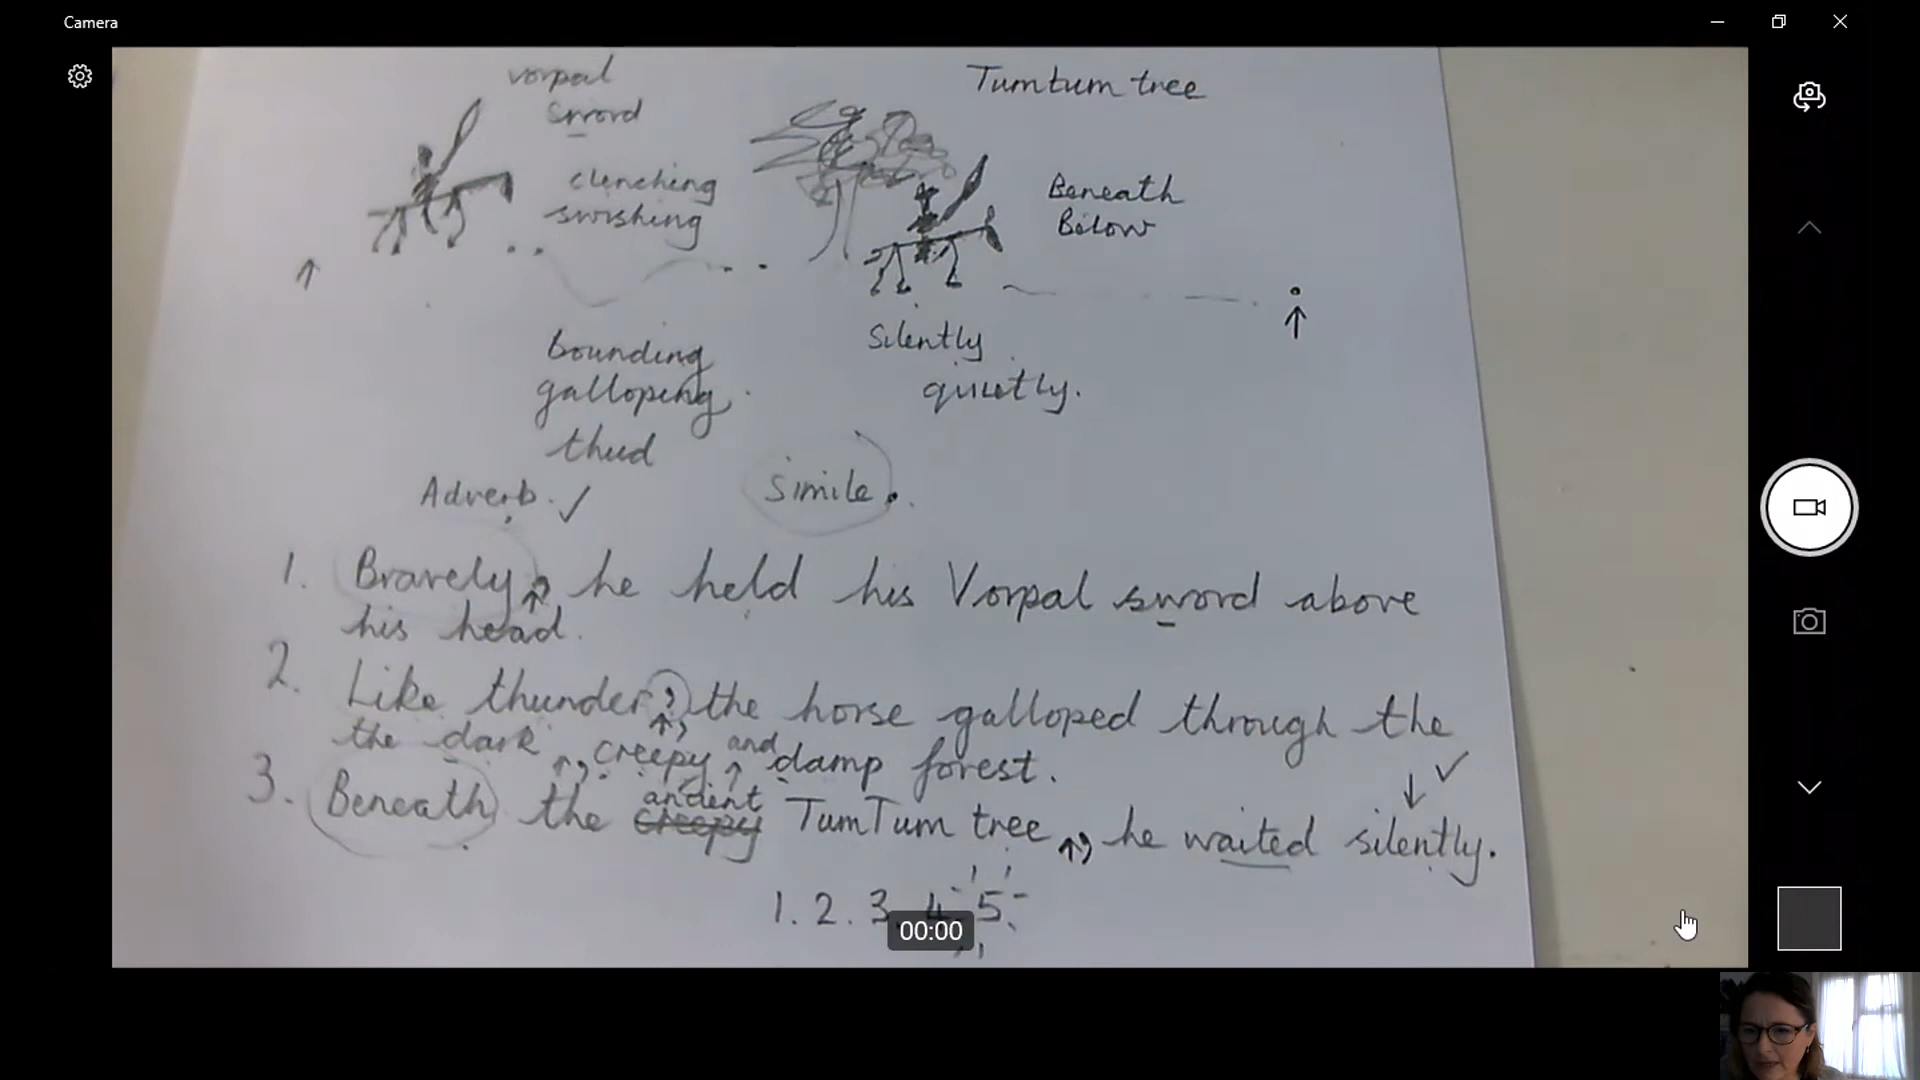 Camera
vorpal
sword
Tumtum tree
clenching
swishing
Beneath
Below
bounding
galloping
thud
Silently
quietly.
Adverb. ✓
Simile.
1. Bravely, he held his Vorpal sword above
his head.
2. Like thunder, the horse galloped through the
the dark, creepy and damp forest.
3. Beneath the creepy ancient TumTum tree, he waited silently.
1. 2. 3. 4. 5.
00:00